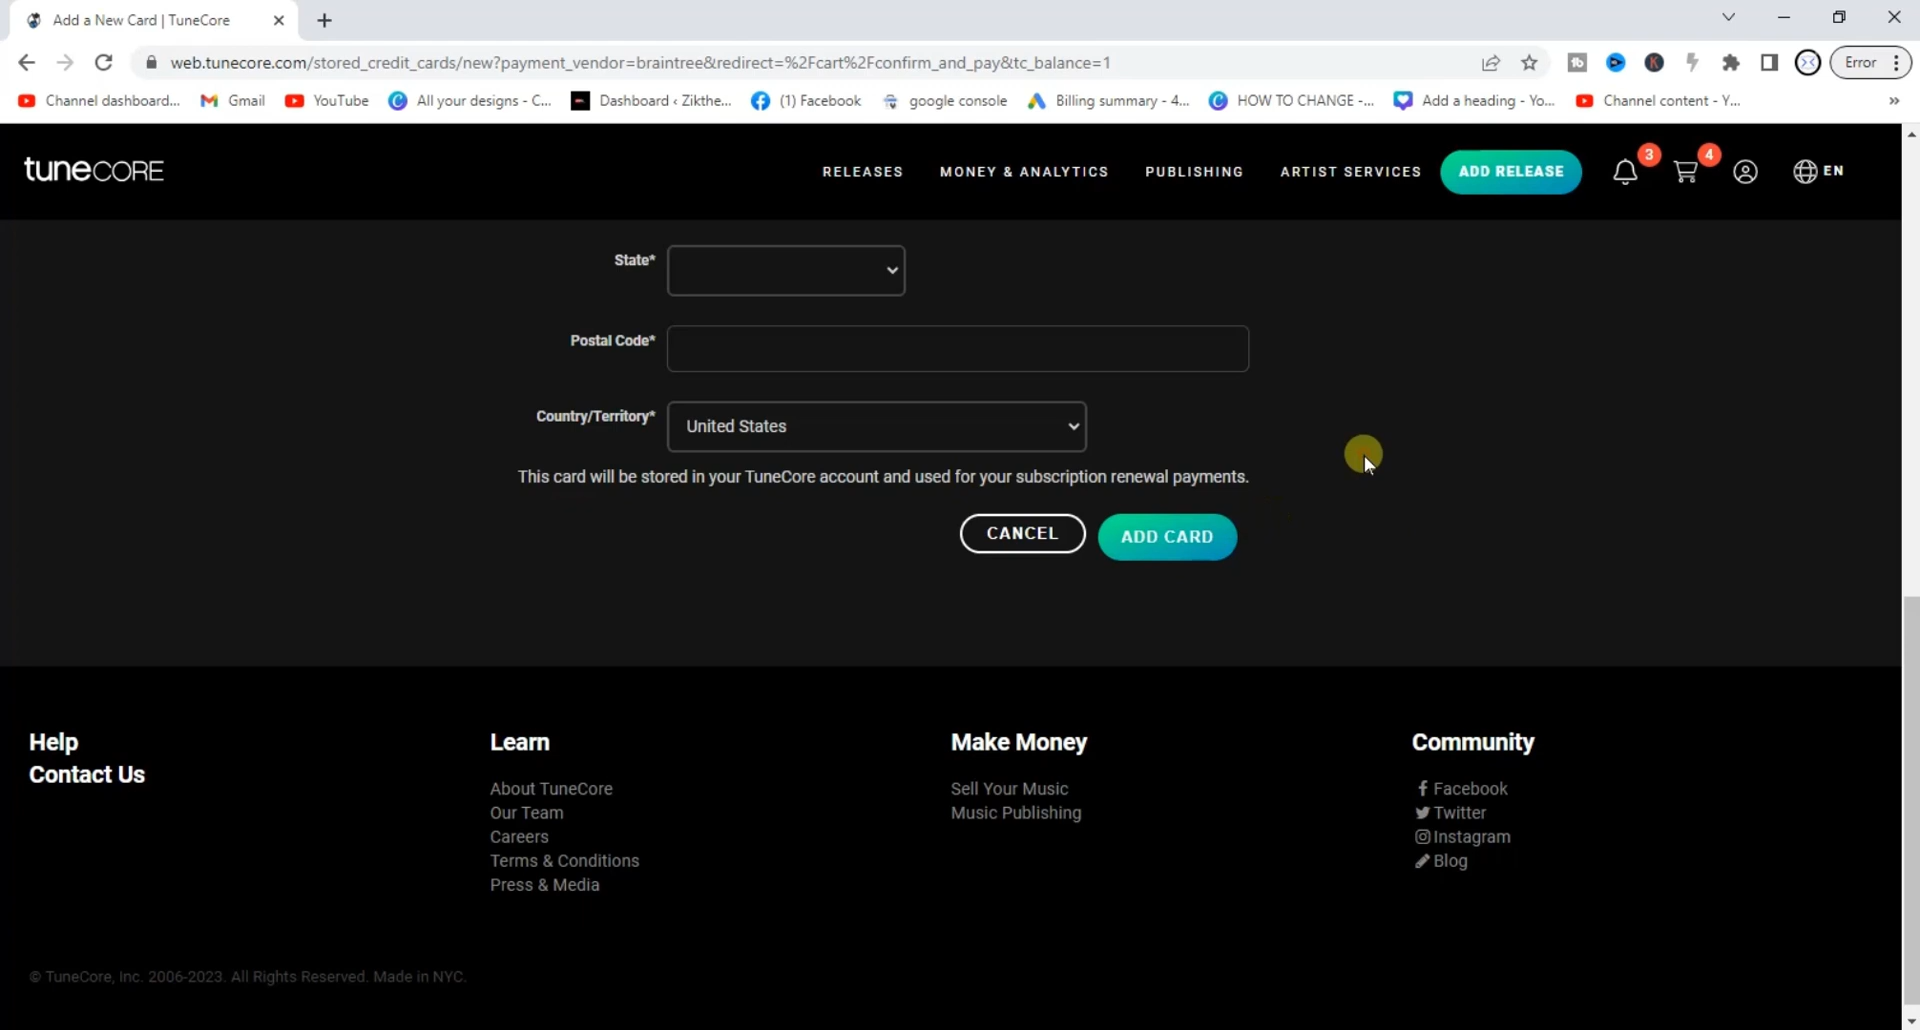 Add a New Card | TuneCore
web.tunecore.com/stored_credit_cards/new?payment_vendor=braintree&redirect=%2Fcart%2Fconfirm_and_pay&tc_balance=1
Error
Channel dashboard... Gmail YouTube All your designs - C... Dashboard ‹ Zikthe... (1) Facebook google console Billing summary - 4... HOW TO CHANGE -... Add a heading - Yo... Channel content - Y... »
tunecore RELEASES MONEY & ANALYTICS PUBLISHING ARTIST SERVICES ADD RELEASE 3 4 EN
State*
Postal Code*
Country/Territory* United States
This card will be stored in your TuneCore account and used for your subscription renewal payments.
CANCEL ADD CARD
Help
Contact Us
Learn
About TuneCore
Our Team
Careers
Terms & Conditions
Press & Media
Make Money
Sell Your Music
Music Publishing
Community
Facebook
Twitter
Instagram
Blog
© TuneCore, Inc. 2006-2023. All Rights Reserved. Made in NYC.